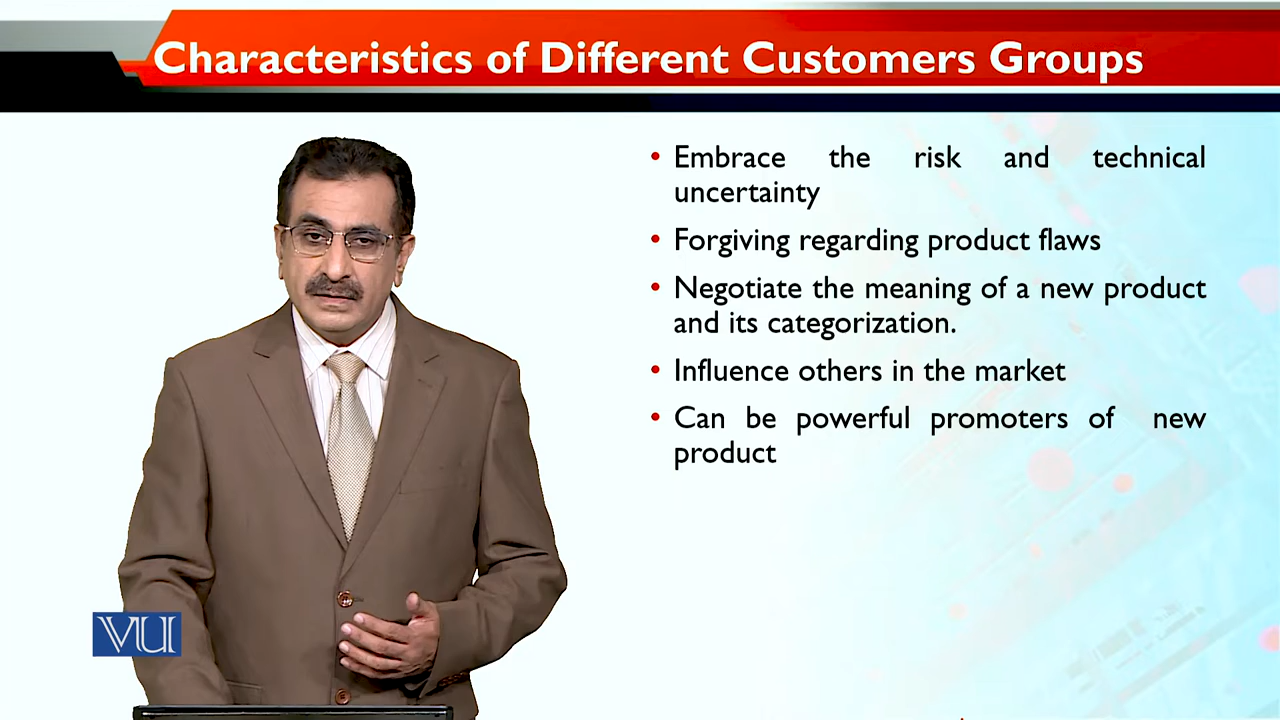 Characteristics of Different Customers Groups
• Embrace the risk and technical
uncertainty
• Forgiving regarding product flaws
• Negotiate the meaning of a new product
and its categorization.
• Influence others in the market
• Can be powerful promoters of new
product
VU